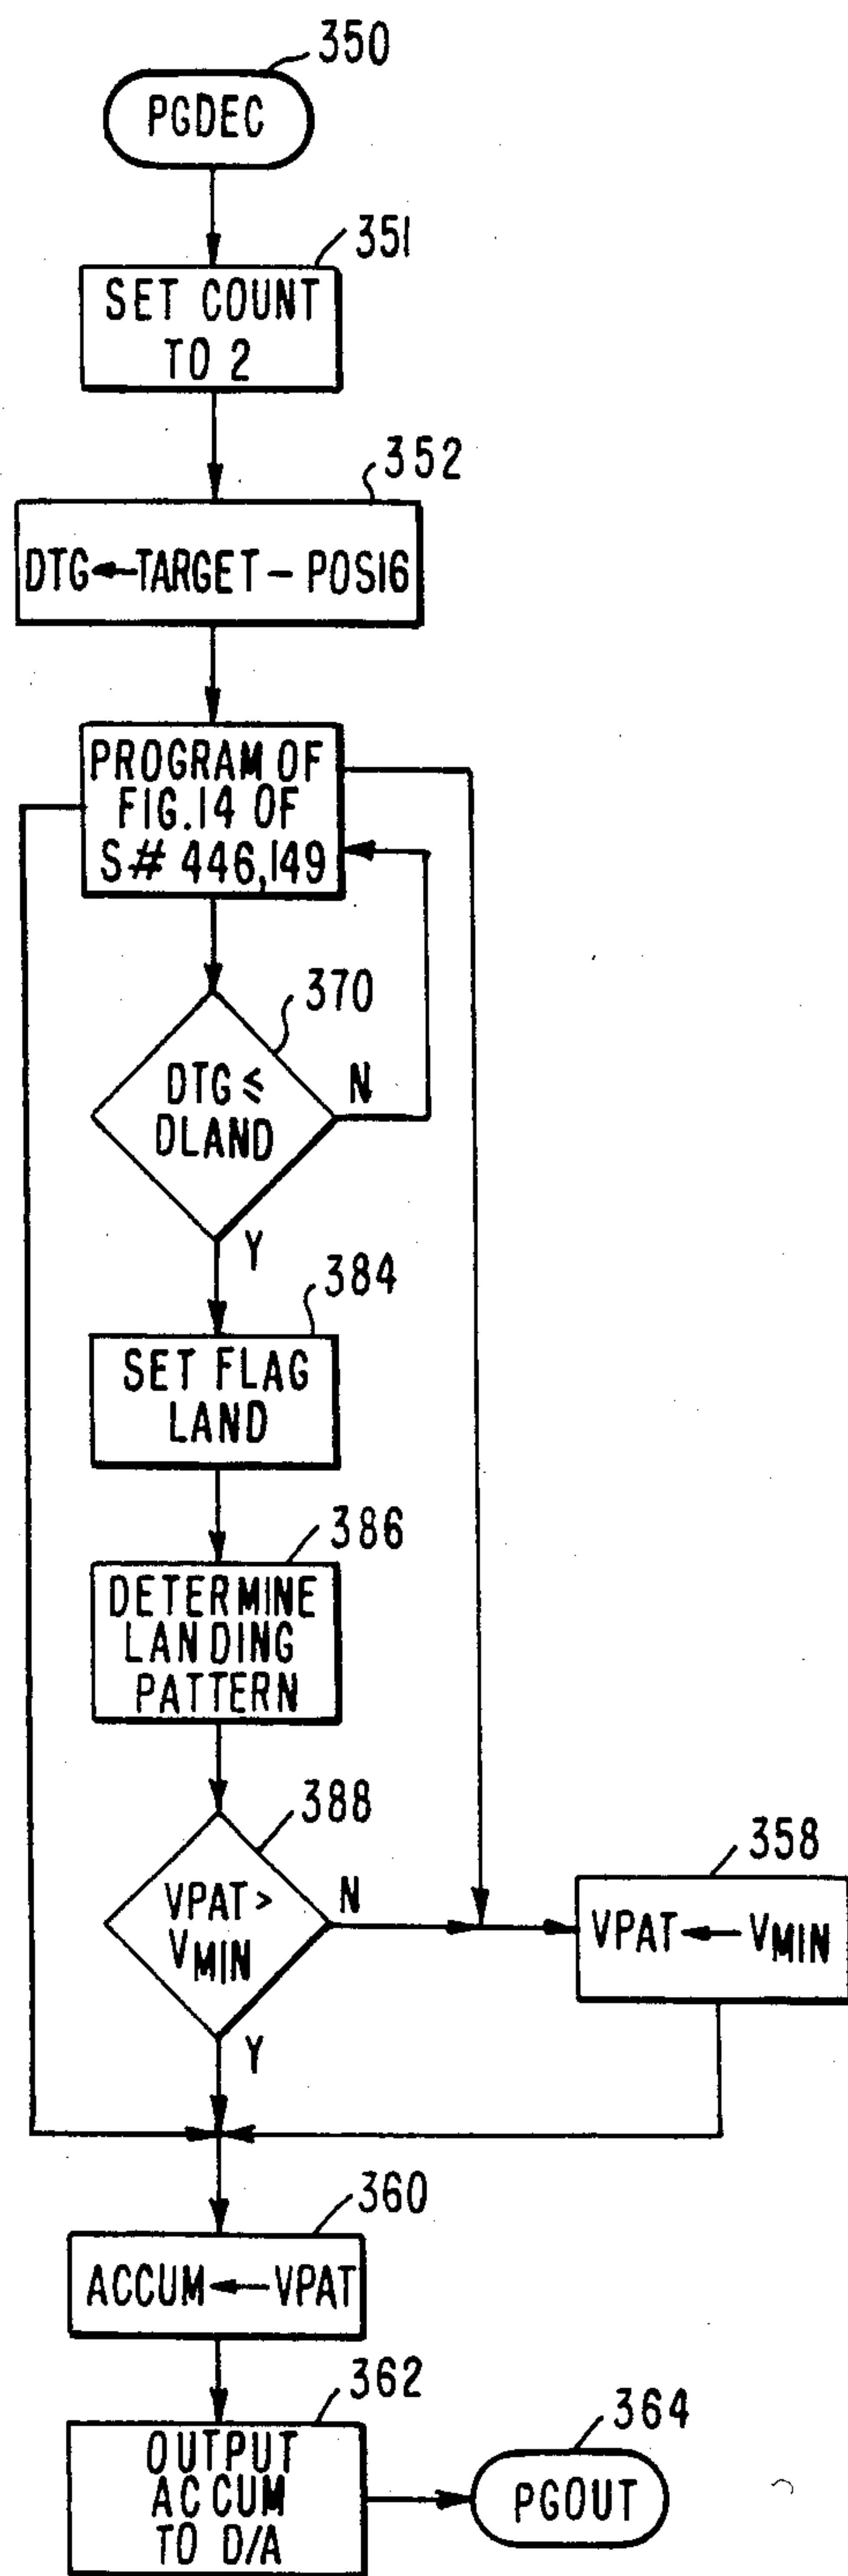 350
PGDEC
351
SET COUNT
TO 2
352
DTG←TARGET – POS16
PROGRAM OF
FIG.14 OF
S# 446,149
370
DTG ≤
DLAND
N
Y
384
SET FLAG
LAND
386
DETERMINE
LANDING
PATTERN
388
VPAT >
VMIN
N
Y
358
VPAT ← VMIN
360
ACCUM ← VPAT
362
OUTPUT
ACCUM
TO D/A
364
PGOUT